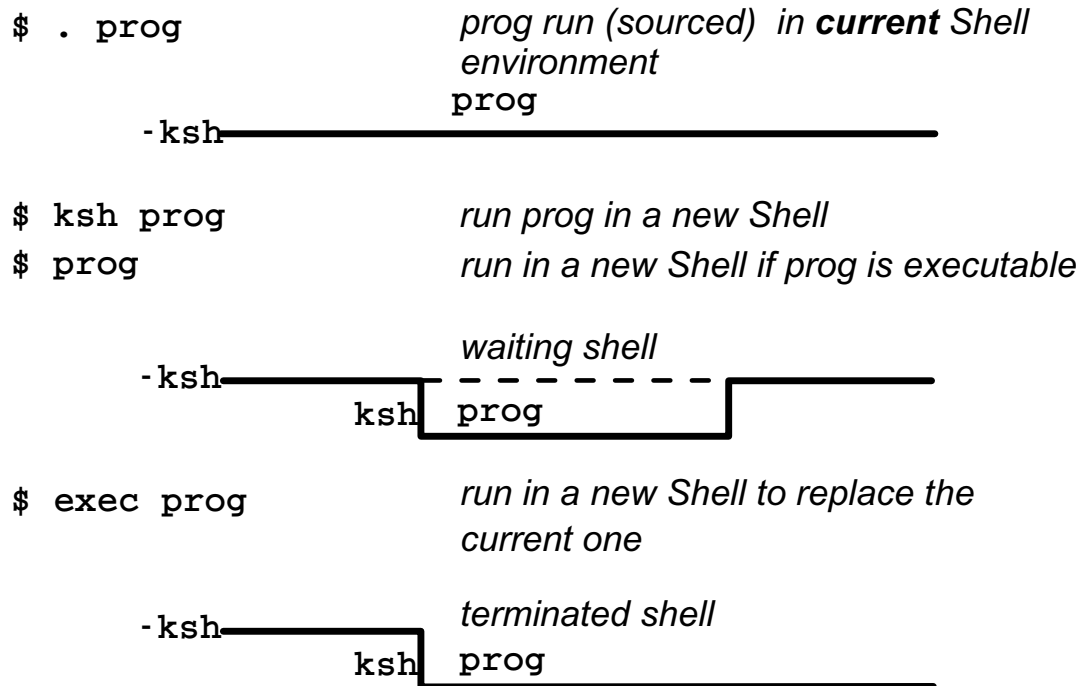 $ . prog prog run (sourced) in current Shell
environment
prog
-ksh
$ ksh prog run prog in a new Shell
$ prog run in a new Shell if prog is executable
waiting shell
-ksh
ksh prog
$ exec prog run in a new Shell to replace the
current one
terminated shell
-ksh
ksh prog